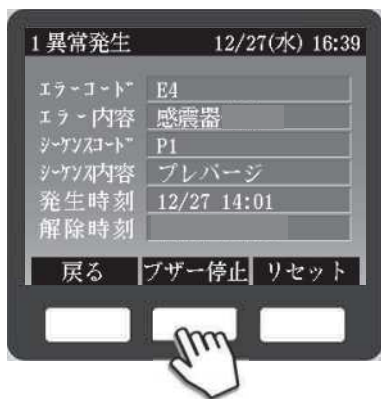 1 異常発生 12/27(水) 16:39
エラーコード E4
エラー内容 感震器
シーケンスコード P1
シーケンス内容 プレパージ
発生時刻 12/27 14:01
解除時刻
戻る ブザー停止 リセット